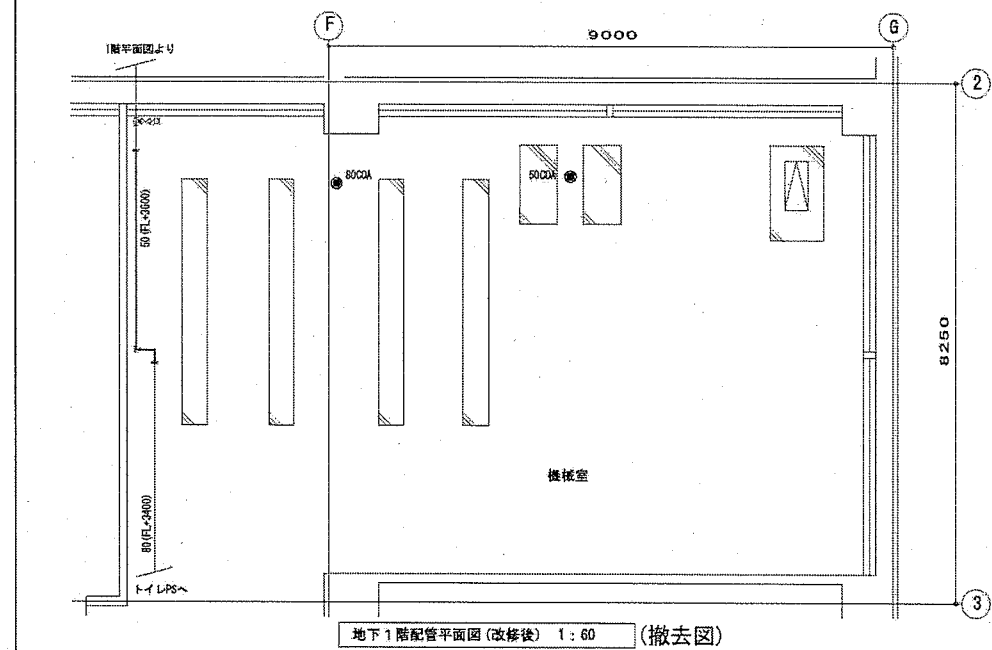 F
G
9000
1階平面図より
2
80COA
50COA
50(FL+3600)
8250
機械室
80(FL+3400)
トイレPSへ
3
地下1階配管平面図(改修後) 1:60 (撤去図)